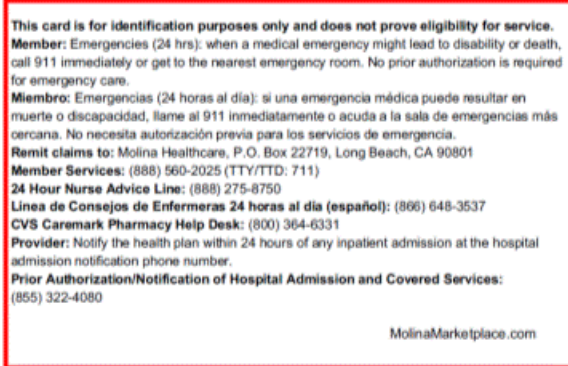 This card is for identification purposes only and does not prove eligibility for service.
Member: Emergencies (24 hrs): when a medical emergency might lead to disability or death,
call 911 immediately or get to the nearest emergency room. No prior authorization is required
for emergency care.
Miembro: Emergencias (24 horas al día): si una emergencia médica puede resultar en
muerte o discapacidad, llame al 911 inmediatamente o acuda a la sala de emergencias más
cercana. No necesita autorización previa para los servicios de emergencia.
Remit claims to: Molina Healthcare, P.O. Box 22719, Long Beach, CA 90801
Member Services: (888) 560-2025 (TTY/TTD: 711)
24 Hour Nurse Advice Line: (888) 275-8750
Linea de Consejos de Enfermeras 24 horas al día (español): (866) 648-3537
CVS Caremark Pharmacy Help Desk: (800) 364-6331
Provider: Notify the health plan within 24 hours of any inpatient admission at the hospital
admission notification phone number.
Prior Authorization/Notification of Hospital Admission and Covered Services:
(855) 322-4080
MolinaMarketplace.com